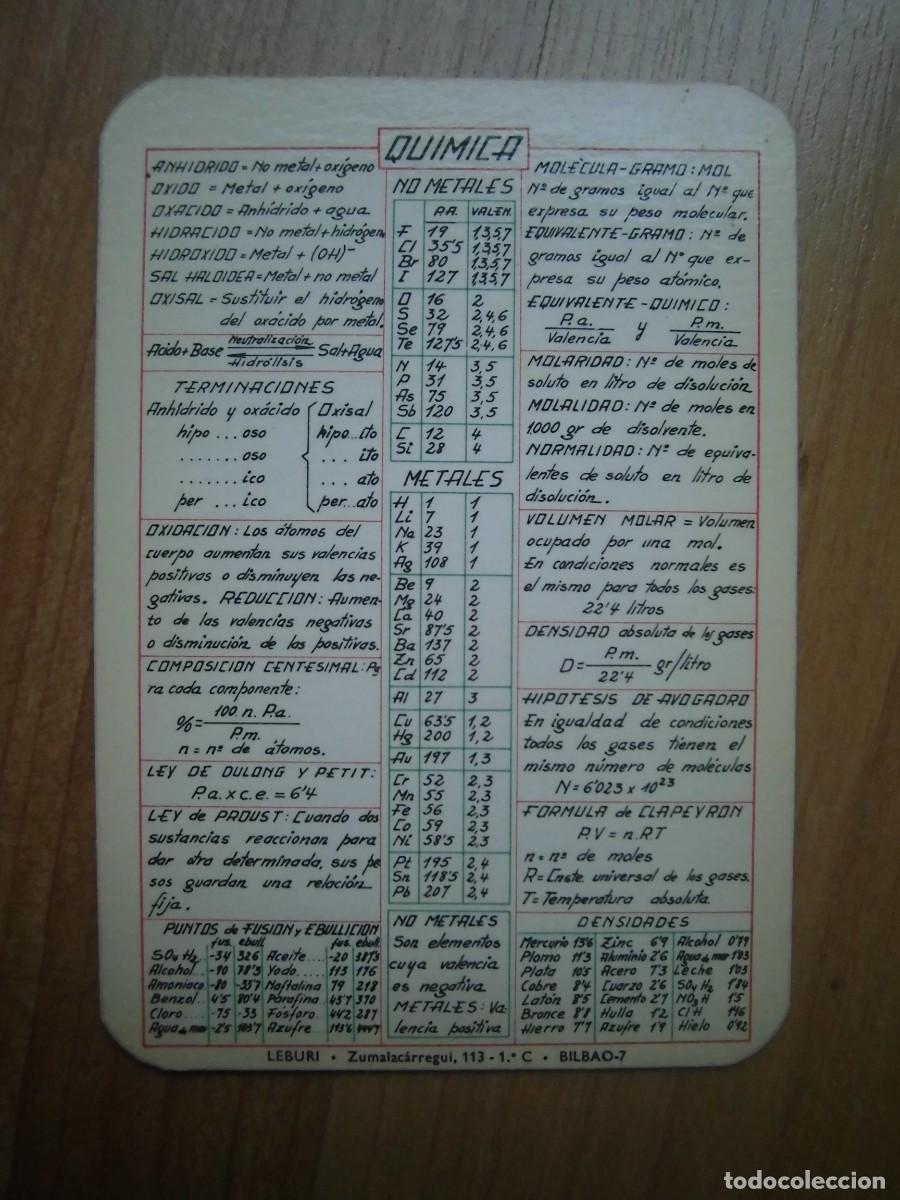 QUIMICA
ANHIDRIDO = No metal + oxígeno
OXIDO = Metal + oxígeno
OXACIDO = Anhídrido + agua
HIDRACIDO = No metal + hidrógeno
HIDROXIDO = Metal + (OH)⁻
SAL HALOIDEA = Metal + no metal
OXISAL = Sustituir el hidrógeno
del oxácido por metal.
Acido + Base Neutralización Hidrólisis Sal + Agua
TERMINACIONES
Anhídrido y oxácido { Oxisal
hipo ... oso hipo...ito
....... oso ... ito
....... ico ... ato
per ... ico per...ato
OXIDACION: Los átomos del
cuerpo aumentan sus valencias
positivas o disminuyen las ne-
gativas. REDUCCION: Aumen-
to de las valencias negativas
o disminución de las positivas.
COMPOSICION CENTESIMAL: Pa
ra cada componente:
% = 100. n. P.a. / P.m.
n = nº de átomos.
LEY DE DULONG Y PETIT:
P.a. x c.e. = 6'4
LEY de PROUST: Cuando dos
sustancias reaccionan para
dar otra determinada, sus pe
sos guardan una relación
fija.
PUNTOS de FUSION y EBULLICION
fus. ebull. fus. ebull.
SO₄H₂ -34 326 Aceite.... -20 387'3
Alcohol... -90 78'3 Yodo..... 113 176
Amoniaco -80 -33'7 Naftalina 79 218
Benzol.. 4'5 80'4 Parafina 43'7 370
Cloro.... -75 -33 Fósforo. 44'2 287
Agua de mar -2'5 103'7 Azufre... 113'6 444'7
NO METALES
P.A. VALEN.
F 19 1,3,5,7
Cl 35'5 1,3,5,7
Br 80 1,3,5,7
I 127 1,3,5,7
O 16 2
S 32 2,4,6
Se 79 2,4,6
Te 127'5 2,4,6
N 14 3,5
P 31 3,5
As 75 3,5
Sb 120 3,5
C 12 4
Si 28 4
METALES
H 1 1
Li 7 1
Na 23 1
K 39 1
Ag 108 1
Be 9 2
Mg 24 2
Ca 40 2
Sr 87'5 2
Ba 137 2
Zn 65 2
Cd 112 2
Al 27 3
Cu 63'5 1,2
Hg 200 1,2
Au 197 1,3
Cr 52 2,3
Mn 55 2,3
Fe 56 2,3
Co 59 2,3
Ni 58'5 2,3
Pt 195 2,4
Sn 118'5 2,4
Pb 207 2,4
NO METALES
Son elementos
cuya valencia
es negativa
METALES: Va-
lencia positiva
MOLÉCULA-GRAMO: MOL
Nº de gramos igual al Nº que
expresa su peso molecular.
EQUIVALENTE-GRAMO: Nº de
gramos igual al Nº que ex-
presa su peso atómico.
EQUIVALENTE-QUIMICO:
P.a. / Valencia y P.m. / Valencia
MOLARIDAD: Nº de moles de
soluto en litro de disolución
MOLALIDAD: Nº de moles en
1.000 gr de disolvente.
NORMALIDAD: Nº de equiva-
lentes de soluto en litro de
disolución.
VOLUMEN MOLAR = Volumen
ocupado por una mol.
En condiciones normales es
el mismo para todos los gases:
22'4 litros
DENSIDAD absoluta de los gases
D = P.m. / 22'4 gr/litro
HIPOTESIS DE AVOGADRO
En igualdad de condiciones
todos los gases tienen el
mismo número de moléculas
N = 6'023 x 10²³
FORMULA de CLAPEYRON
P.V = n.RT
n = nº de moles
R = Cnste. universal de los gases.
T = Temperatura absoluta.
DENSIDADES
Mercurio 13'6 Zinc 6'9 Alcohol 0'79
Plomo 11'3 Aluminio 2'6 Agua de mar 1'03
Plata 10'5 Acero 7'3 Leche 1'03
Cobre 8'4 Cuarzo 2'6 SO₄H₂ 1'84
Latón 8'5 Cemento 2'7 NO₃H 1'5
Bronce 8'8 Hulla 1'2 ClH 1'16
Hierro 7'7 Azufre 1'9 Hielo 0'92
LEBURI • Zumalacárregui, 113 - 1.º C • BILBAO-7
todocoleccion